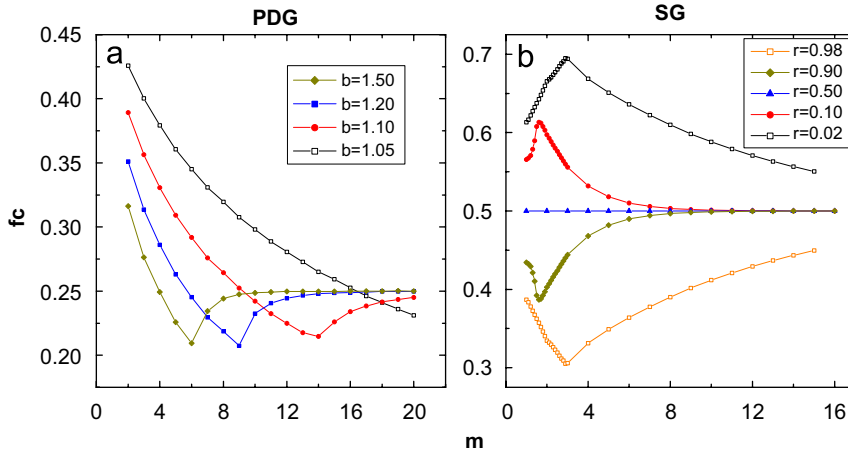 PDG
SG
a
b
b=1.50
b=1.20
b=1.10
b=1.05
r=0.98
r=0.90
r=0.50
r=0.10
r=0.02
fc
0.45
0.40
0.35
0.30
0.25
0.20
0.7
0.6
0.5
0.4
0.3
0 4 8 12 16 20
0 4 8 12 16
m